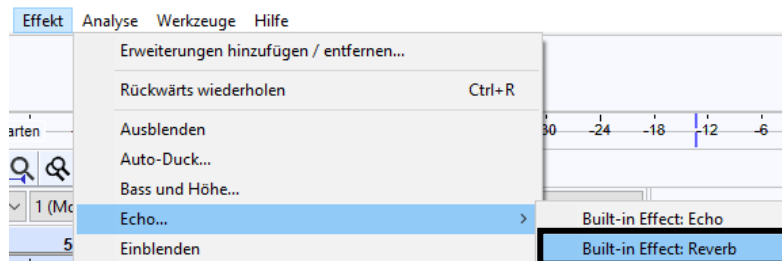 Effekt Analyse Werkzeuge Hilfe
Erweiterungen hinzufügen / entfernen...
Rückwärts wiederholen Ctrl+R
arten Ausblenden 30 -24 -18 -12 -6
Auto-Duck...
Bass und Höhe...
1 (Mo
Echo... > Built-in Effect: Echo
5 Einblenden Built-in Effect: Reverb